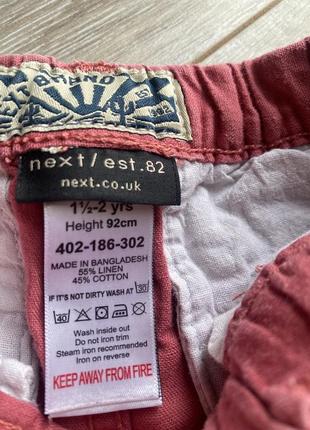 BRAND
next/est.82
next.co.uk
1½-2 yrs
Height 92cm
402-186-302
MADE IN BANGLADESH
55% LINEN
45% COTTON
IF IT'S NOT DIRTY WASH AT 30
40
Wash inside out
Do not iron trim
Steam iron recommended
Iron on reverse
KEEP AWAY FROM FIRE